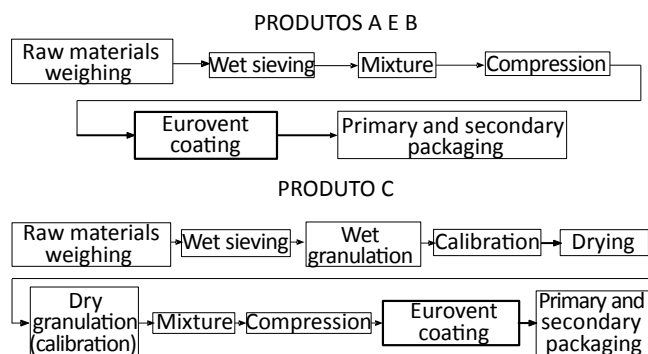 PRODUTOS A E B
Raw materials
weighing
Wet sieving
Mixture
Compression
Eurovent
coating
Primary and secondary
packaging
PRODUTO C
Raw materials
weighing
Wet sieving
Wet
granulation
Calibration
Drying
Dry
granulation
(calibration)
Mixture
Compression
Eurovent
coating
Primary and
secondary
packaging